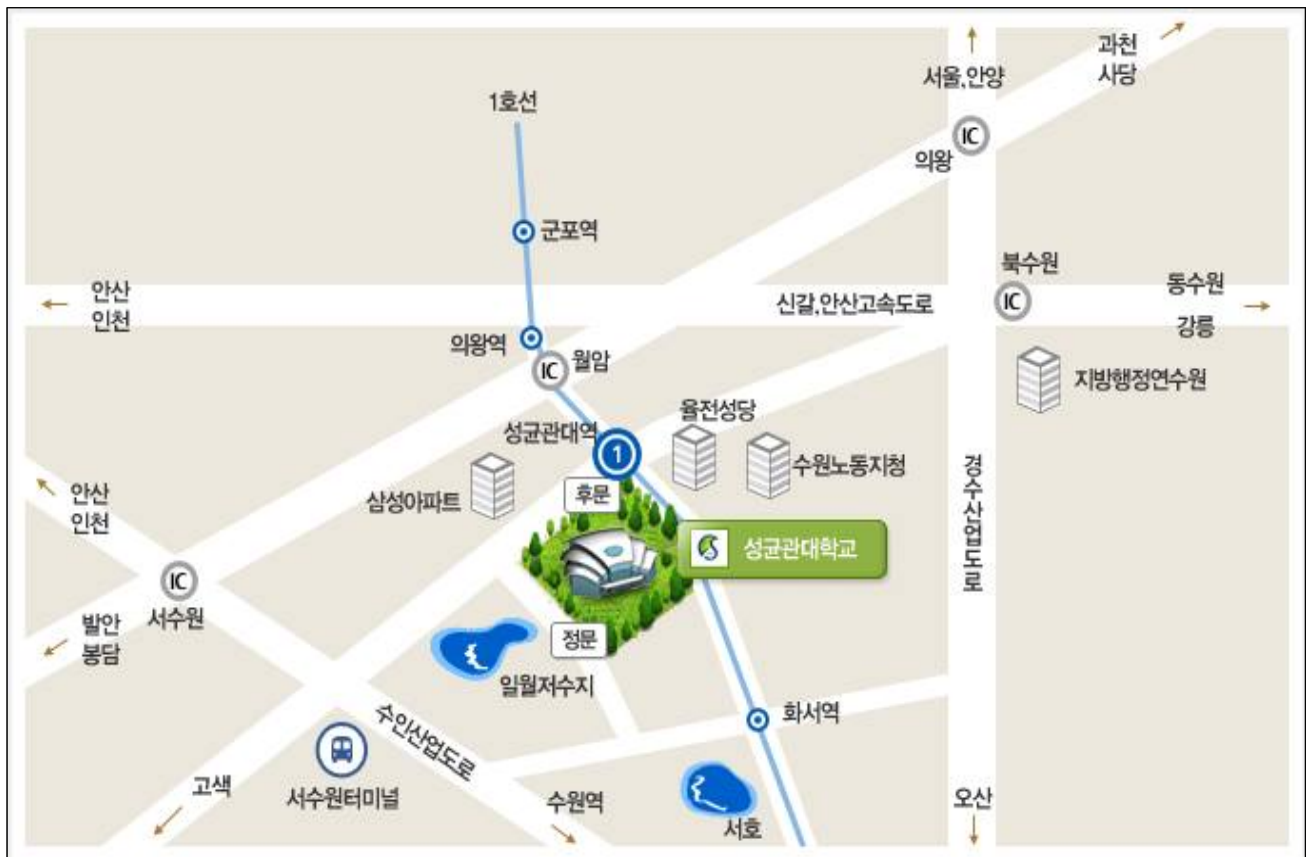 과천
사당
서울,안양
1호선
IC
의왕
군포역
북수원
안산
인천
신갈,안산고속도로
IC
동수원
강릉
의왕역
IC
월암
지방행정연수원
율전성당
성균관대역
1
수원노동지청
삼성아파트
후문
경수산업도로
안산
인천
성균관대학교
IC
서수원
발안
봉담
정문
일월저수지
수인산업도로
화서역
고색
서수원터미널
수원역
서호
오산